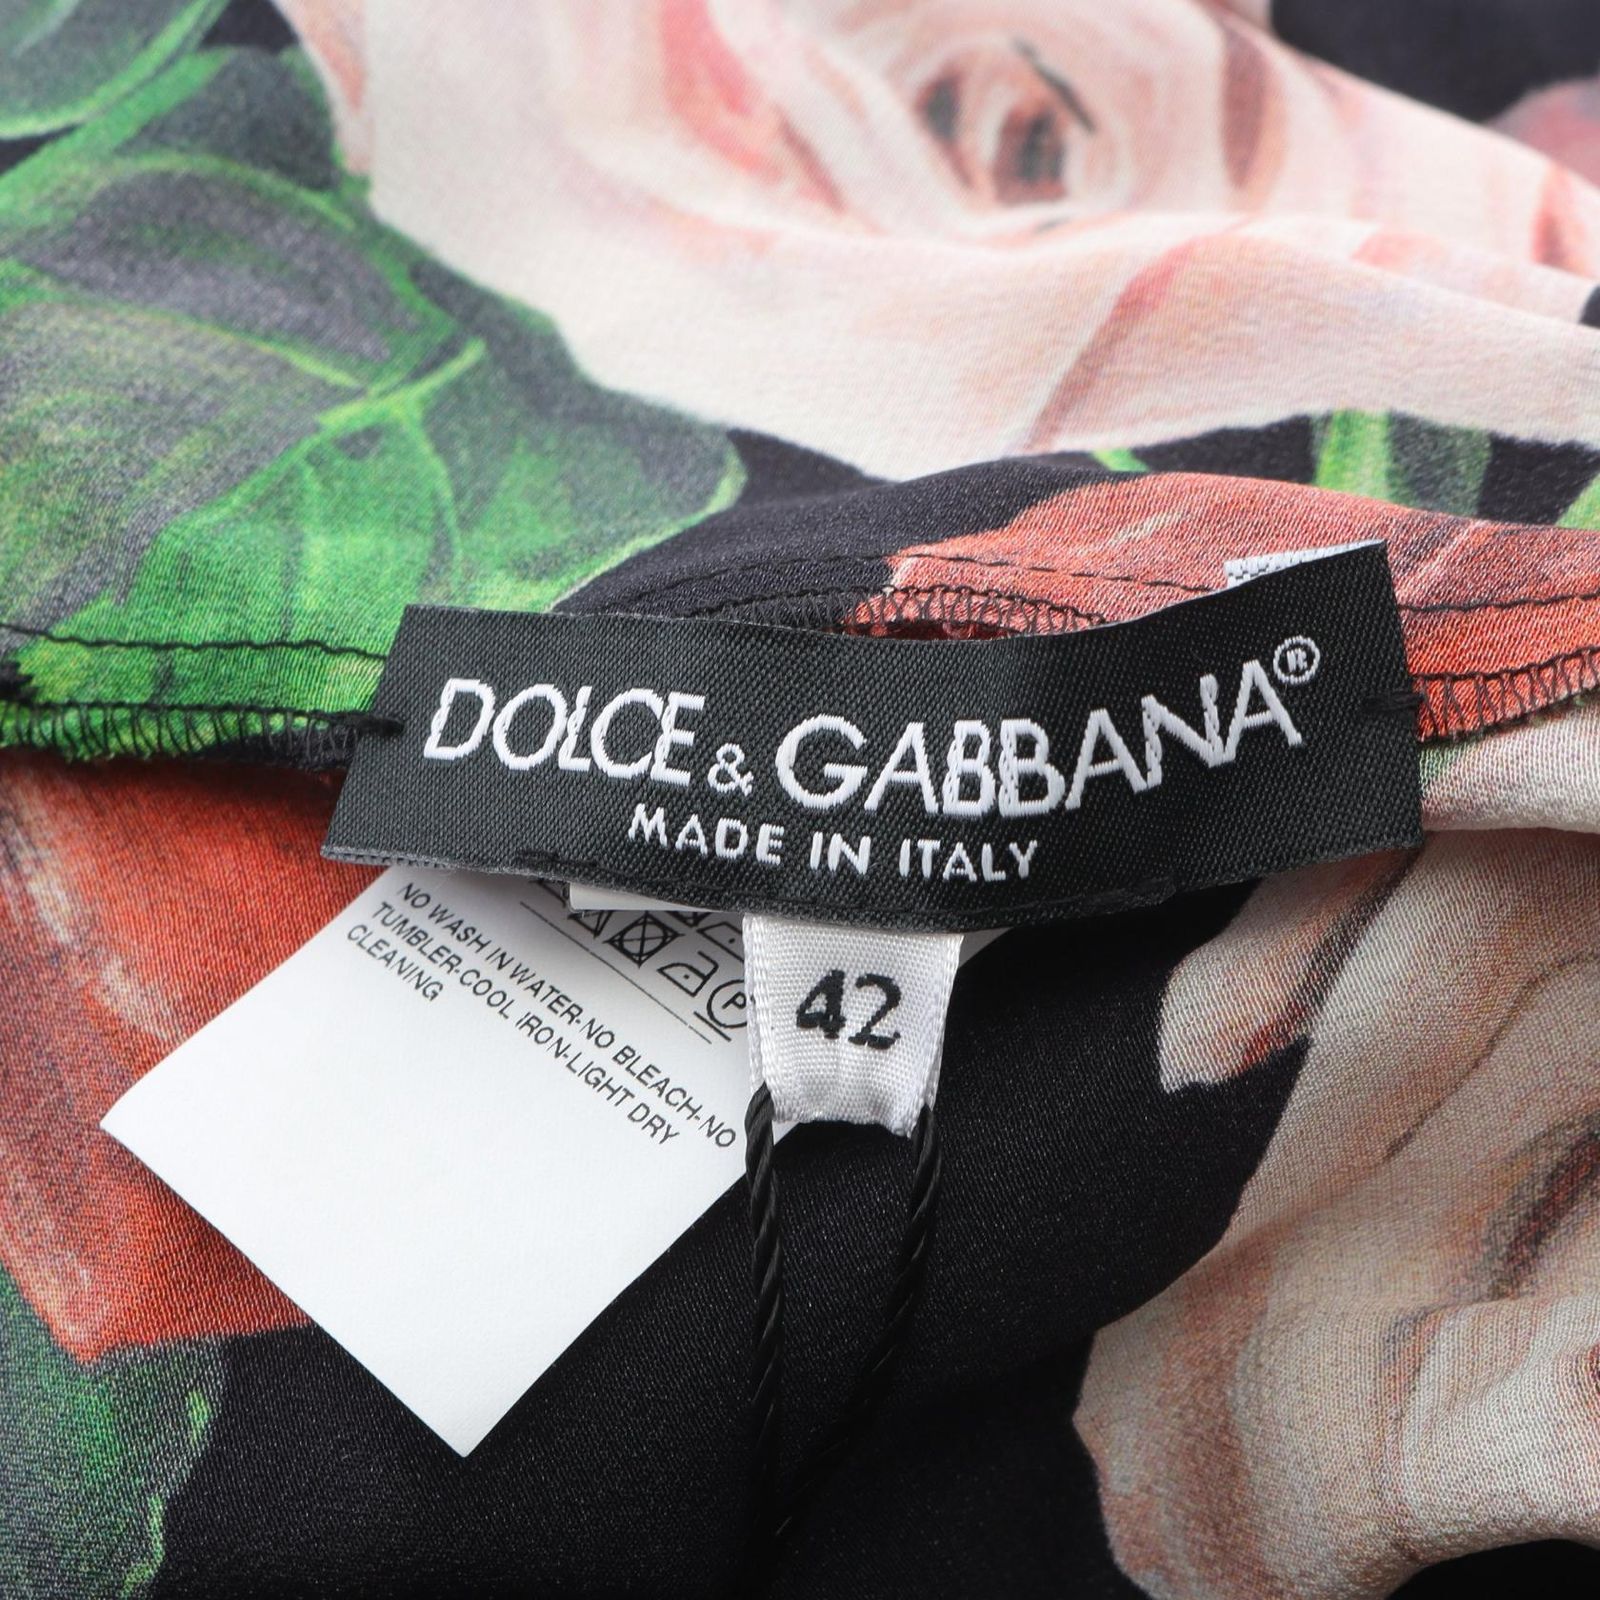 DOLCE & GABBANA®
MADE IN ITALY
42
P
NO WASH IN WATER-NO BLEACH-NO
TUMBLER-COOL IRON-LIGHT DRY
CLEANING